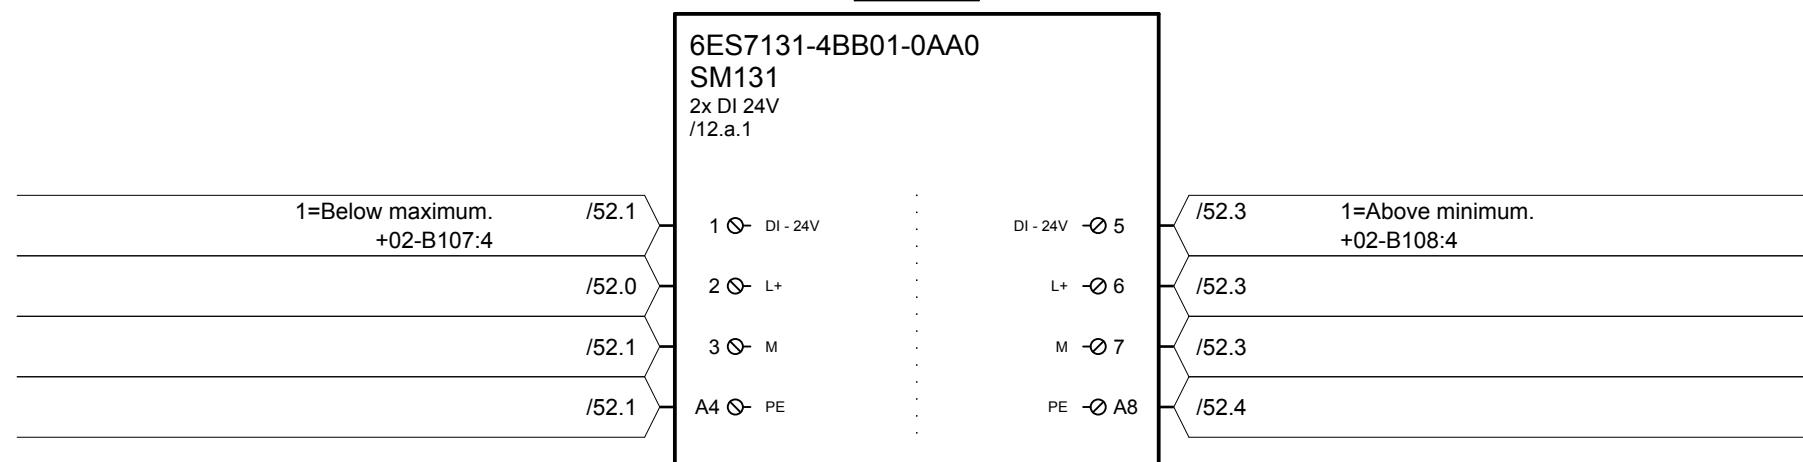 6ES7131-4BB01-0AA0
SM131
2x DI 24V
/12.a.1
1=Below maximum. /52.1 1 DI - 24V DI - 24V 5 /52.3 1=Above minimum.
+02-B107:4 +02-B108:4
/52.0 2 L+ L+ 6 /52.3
/52.1 3 M M 7 /52.3
/52.1 A4 PE PE A8 /52.4